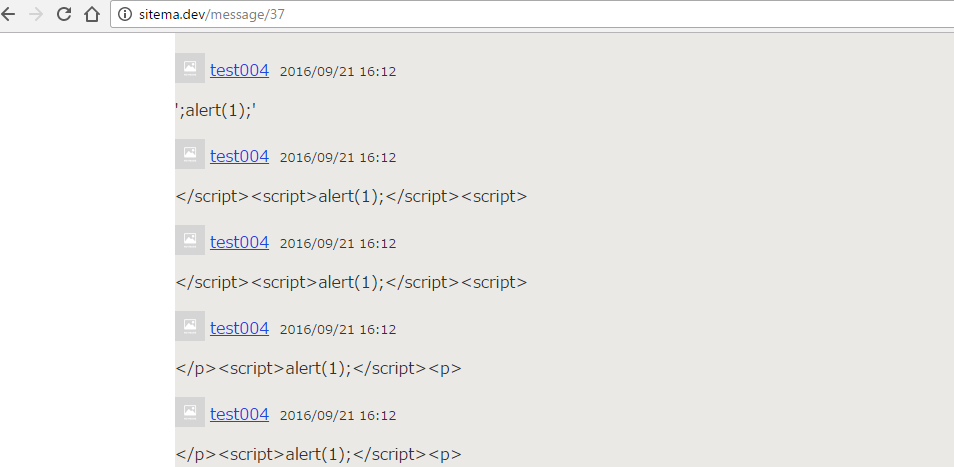 sitema.dev/message/37
test004 2016/09/21 16:12
';alert(1);'
test004 2016/09/21 16:12
</script><script>alert(1);</script><script>
test004 2016/09/21 16:12
</script><script>alert(1);</script><script>
test004 2016/09/21 16:12
</p><script>alert(1);</script><p>
test004 2016/09/21 16:12
</p><script>alert(1);</script><p>